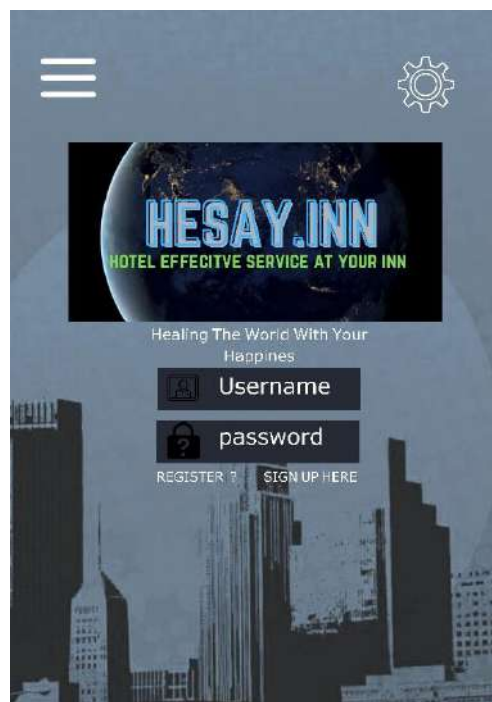 HESAY.INN
HOTEL EFFECITVE SERVICE AT YOUR INN
Healing The World With Your
Happines
Username
?
password
REGISTER ? SIGN UP HERE